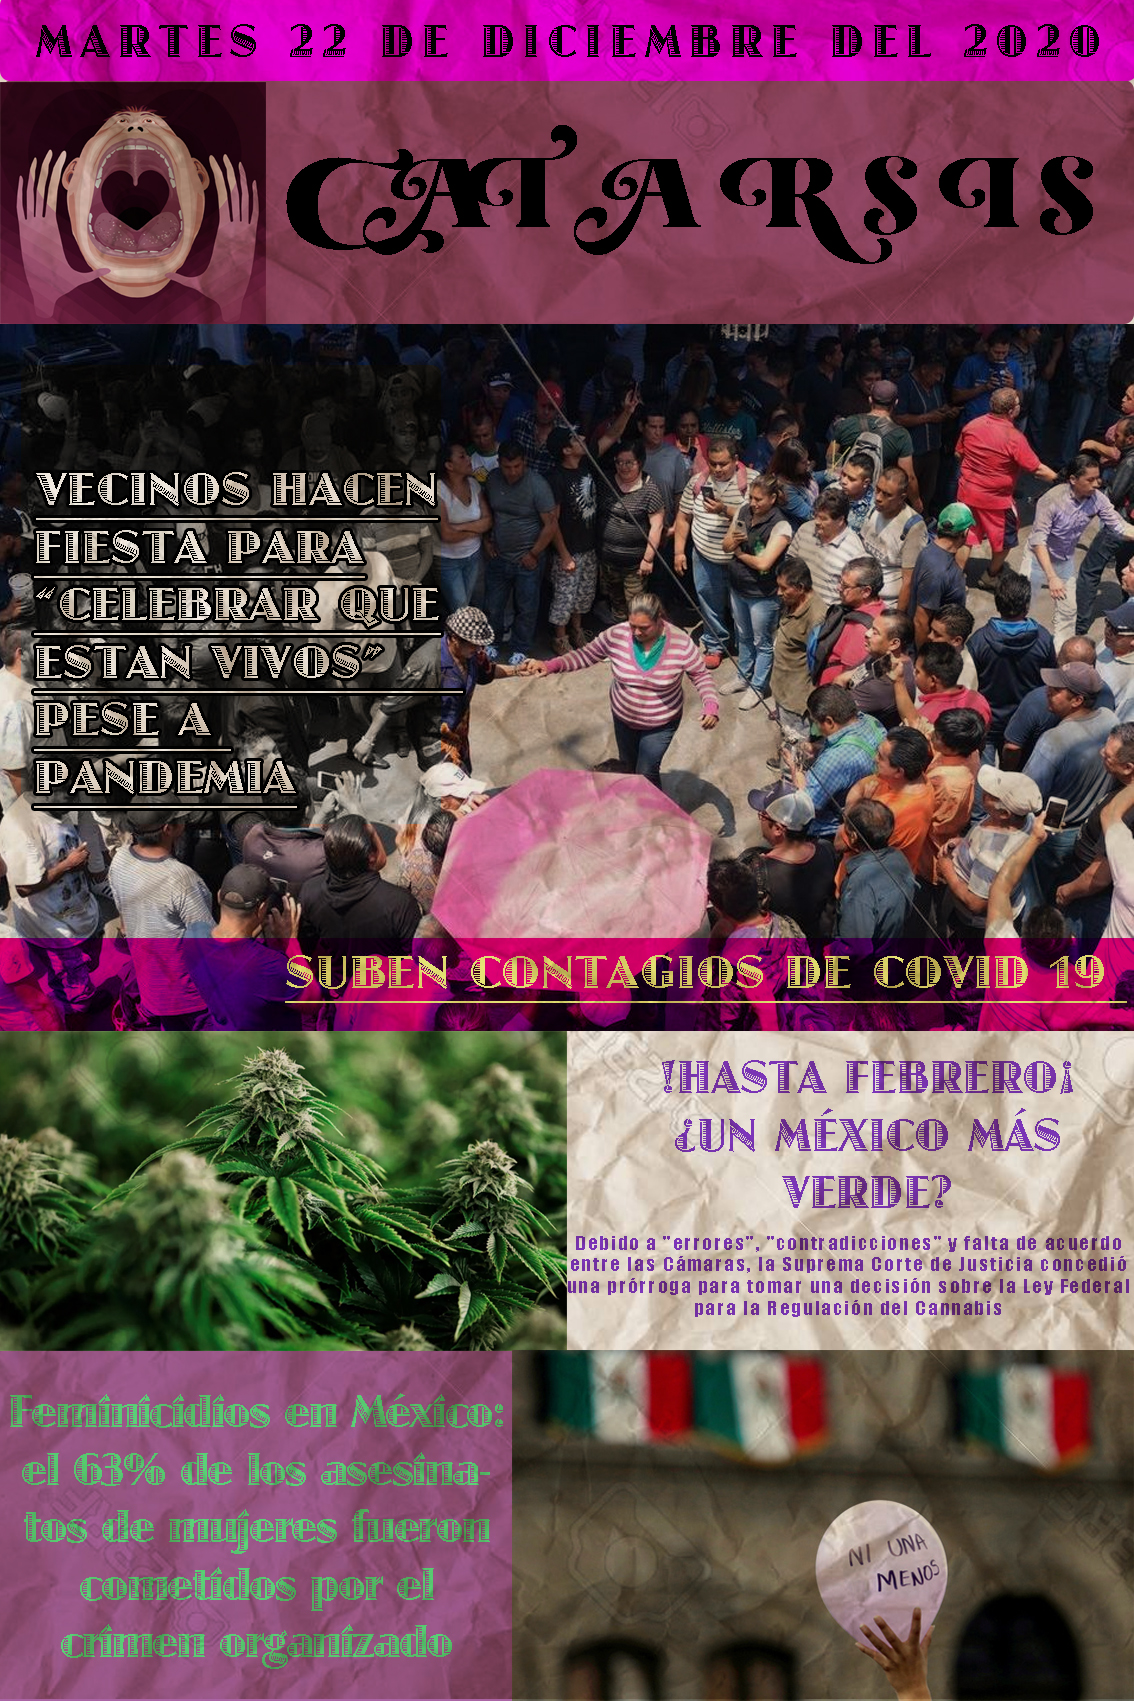 MARTES 22 DE DICIEMBRE DEL 2020
CATARSIS
VECINOS HACEN
FIESTA PARA
“CELEBRAR QUE
ESTAN VIVOS”
PESE A
PANDEMIA
SUBEN CONTAGIOS DE COVID 19
!HASTA FEBRERO¡
¿UN MÉXICO MÁS
VERDE?
Debido a "errores", "contradicciones" y falta de acuerdo
entre las Cámaras, la Suprema Corte de Justicia concedió
una prórroga para tomar una decisión sobre la Ley Federal
para la Regulación del Cannabis
Feminicidios en México:
el 63% de los asesina-
tos de mujeres fueron
cometidos por el
crimen organizado
NI UNA
MENOS